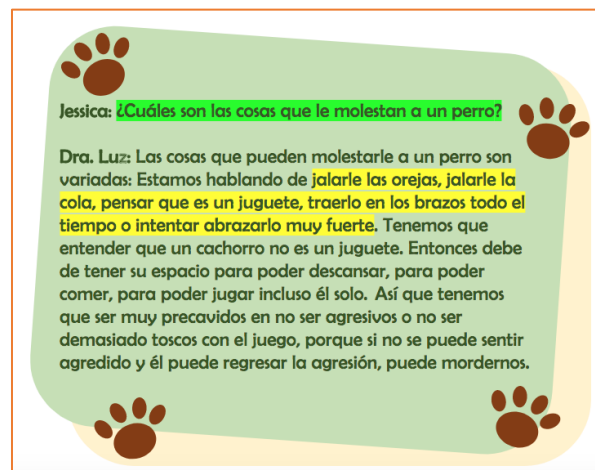 Jessica: ¿Cuáles son las cosas que le molestan a un perro?
Dra. Luz: Las cosas que pueden molestarle a un perro son
variadas: Estamos hablando de jalarle las orejas, jalarle la
cola, pensar que es un juguete, traerlo en los brazos todo el
tiempo o intentar abrazarlo muy fuerte. Tenemos que
entender que un cachorro no es un juguete. Entonces debe
de tener su espacio para poder descansar, para poder
comer, para poder jugar incluso él solo. Así que tenemos
que ser muy precavidos en no ser agresivos o no ser
demasiado toscos con el juego, porque si no se puede sentir
agredido y él puede regresar la agresión, puede mordernos.